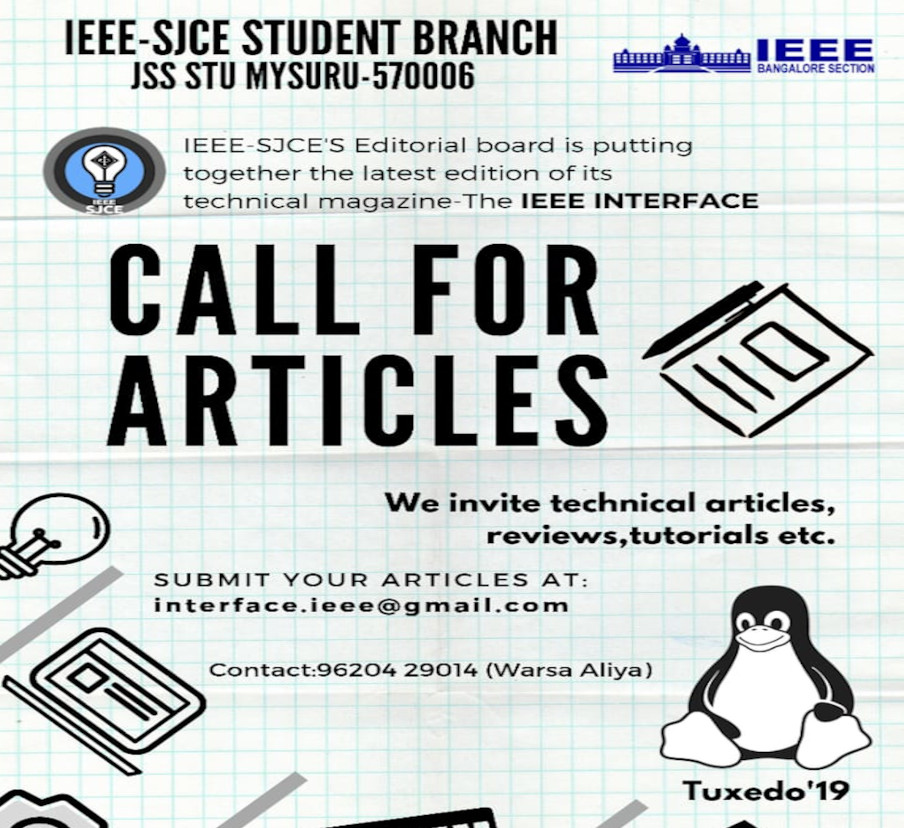 IEEE-SJCE STUDENT BRANCH
JSS STU MYSURU-570006
IEEE
BANGALORE SECTION
IEEE
SJCE
IEEE-SJCE'S Editorial board is putting
together the latest edition of its
technical magazine-The IEEE INTERFACE
CALL FOR
ARTICLES
We invite technical articles,
reviews,tutorials etc.
SUBMIT YOUR ARTICLES AT:
interface.ieee@gmail.com
Contact:96204 29014 (Warsa Aliya)
Tuxedo'19